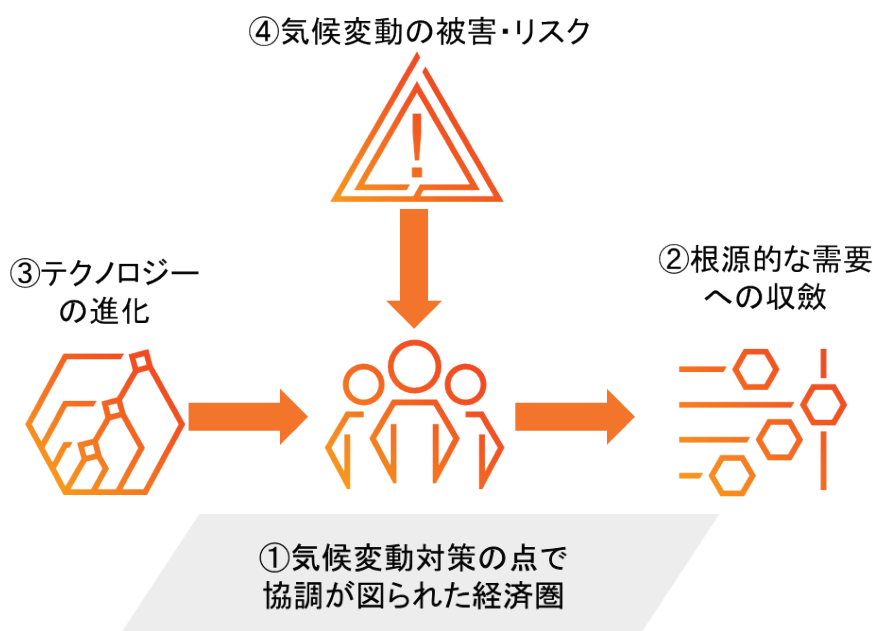 ④気候変動の被害・リスク
③テクノロジー
の進化
②根源的な需要
への収斂
①気候変動対策の点で
協調が図られた経済圏